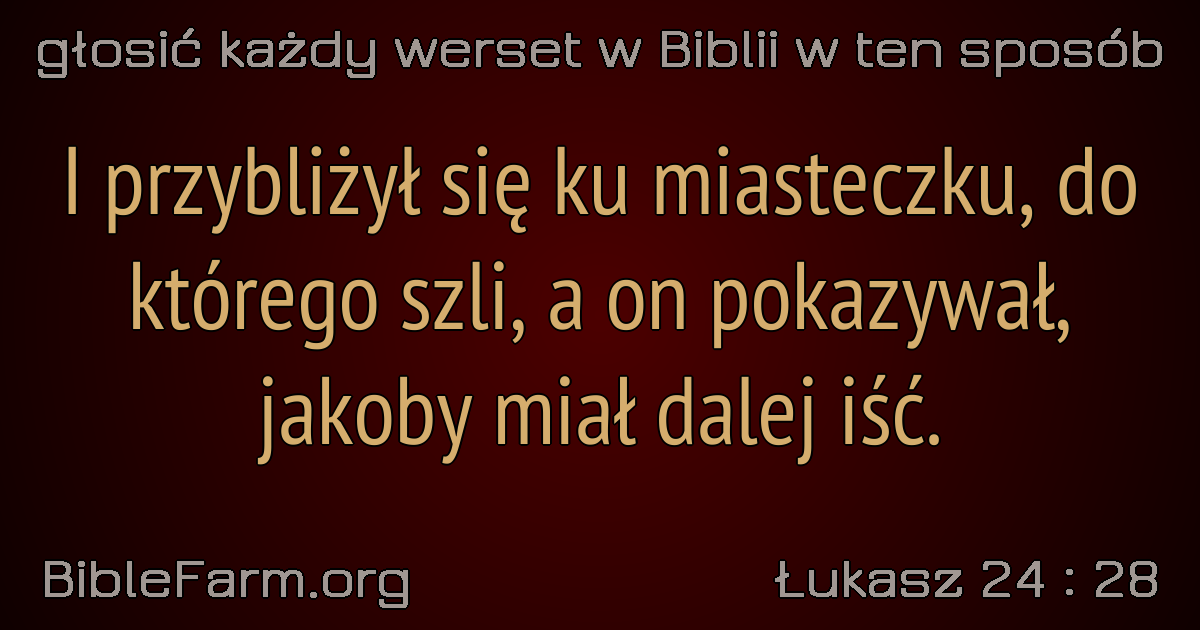 głosić każdy werset w Biblii w ten sposób
I przybliżył się ku miasteczku, do
którego szli, a on pokazywał,
jakoby miał dalej iść.
BibleFarm.org
Łukasz 24 : 28